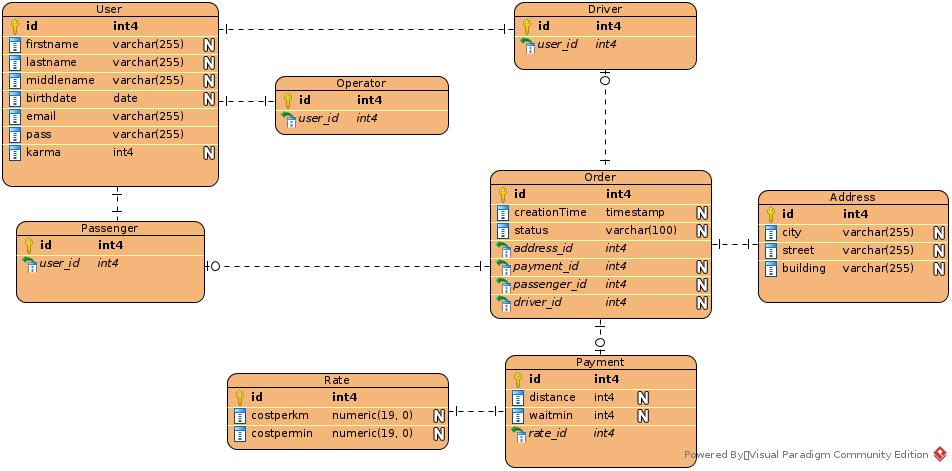 User
id int4
firstname varchar(255) N
lastname varchar(255) N
middlename varchar(255) N
birthdate date N
email varchar(255)
pass varchar(255)
karma int4 N
Driver
id int4
user_id int4
Operator
id int4
user_id int4
Passenger
id int4
user_id int4
Order
id int4
creationTime timestamp N
status varchar(100) N
address_id int4
payment_id int4 N
passenger_id int4 N
driver_id int4 N
Address
id int4
city varchar(255) N
street varchar(255) N
building varchar(255) N
Rate
id int4
costperkm numeric(19, 0) N
costpermin numeric(19, 0) N
Payment
id int4
distance int4 N
waitmin int4 N
rate_id int4
Powered By▯Visual Paradigm Community Edition